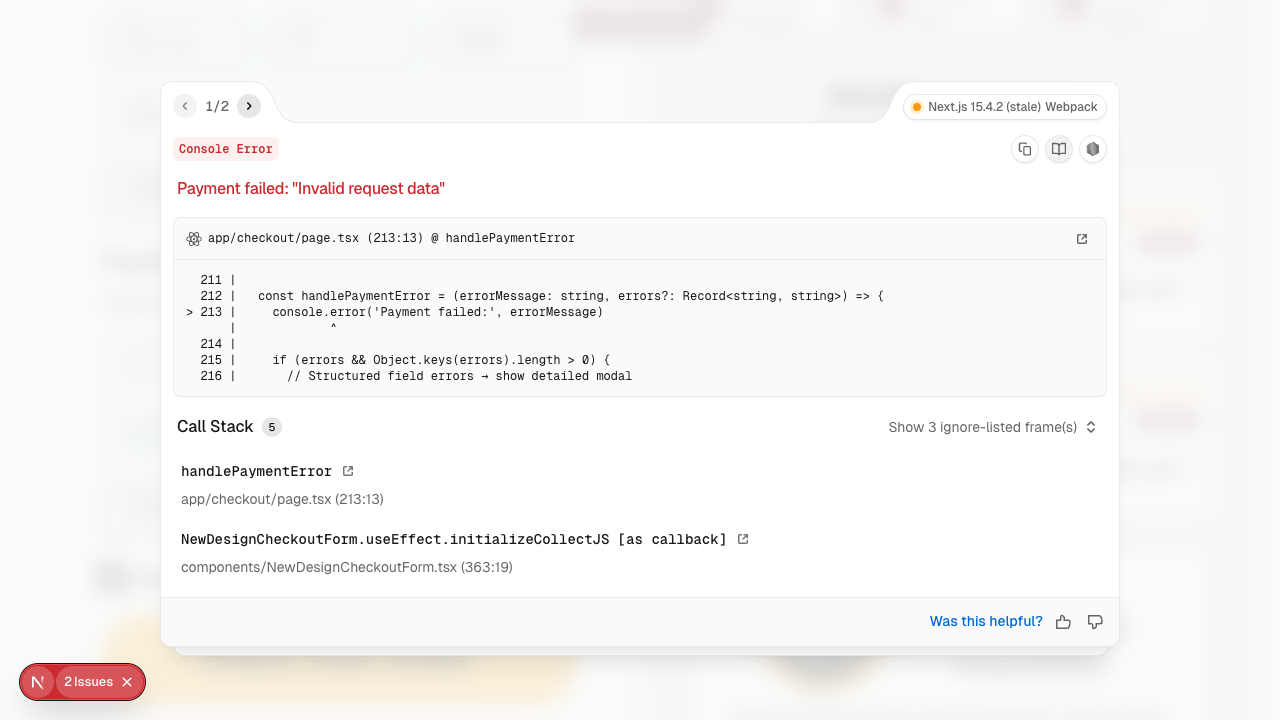 1/2
Next.js 15.4.2 (stale) Webpack
Console Error
Payment failed: "Invalid request data"
app/checkout/page.tsx (213:13) @ handlePaymentError
211 |
212 |   const handlePaymentError = (errorMessage: string, errors?: Record<string, string>) => {
> 213 |     console.error('Payment failed:', errorMessage)
|             ^
214 |
215 |     if (errors && Object.keys(errors).length > 0) {
216 |       // Structured field errors → show detailed modal
Call Stack 5
Show 3 ignore-listed frame(s)
handlePaymentError
app/checkout/page.tsx (213:13)
NewDesignCheckoutForm.useEffect.initializeCollectJS [as callback]
components/NewDesignCheckoutForm.tsx (363:19)
Was this helpful?
N 2 Issues